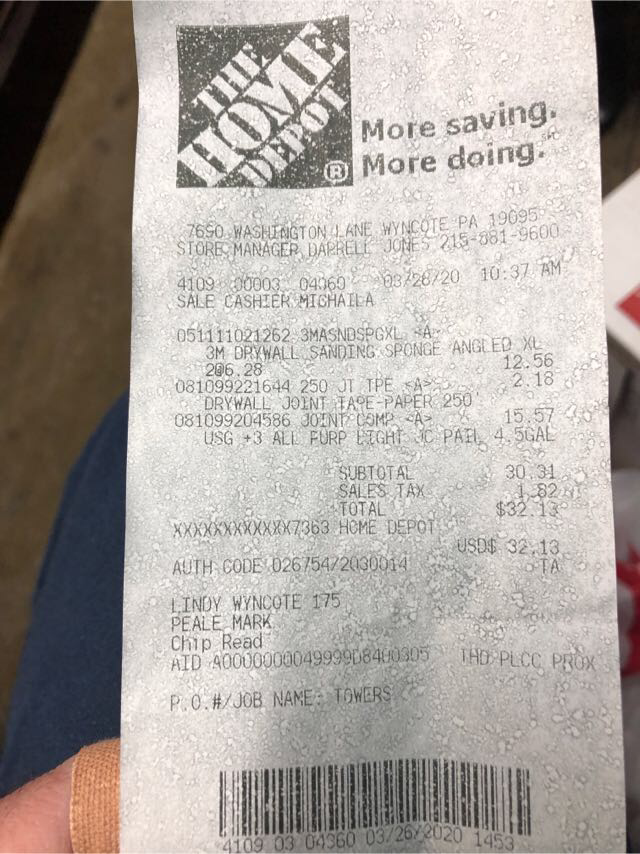 THE
HOME
DEPOT
®
More saving.
More doing.
7650 WASHINGTON LANE WYNCOTE PA 19095
STORE MANAGER DARRELL JONES 215-881-9600
4109 00003 04360 03/26/20 10:37 AM
SALE CASHIER MICHAILA
051111021262 3MASNDSPGXL <A>
3M DRYWALL SANDING SPONGE ANGLED XL
2@6.28 12.56
081099221644 250 JT TPE <A> 2.18
DRYWALL JOINT TAPE-PAPER 250'
081099204586 JOINT COMP <A> 15.57
USG +3 ALL PURP LIGHT JC PAIL 4.5GAL
SUBTOTAL 30.31
SALES TAX 1.82
TOTAL $32.13
XXXXXXXXXXXX7363 HOME DEPOT
USD$ 32.13
AUTH CODE 026754/2030014 TA
LINDY WYNCOTE 175
PEALE MARK
Chip Read
AID A0000000049999D8400305 THD PLCC PROX
P.O.#/JOB NAME: TOWERS
4109 03 04360 03/26/2020 1453